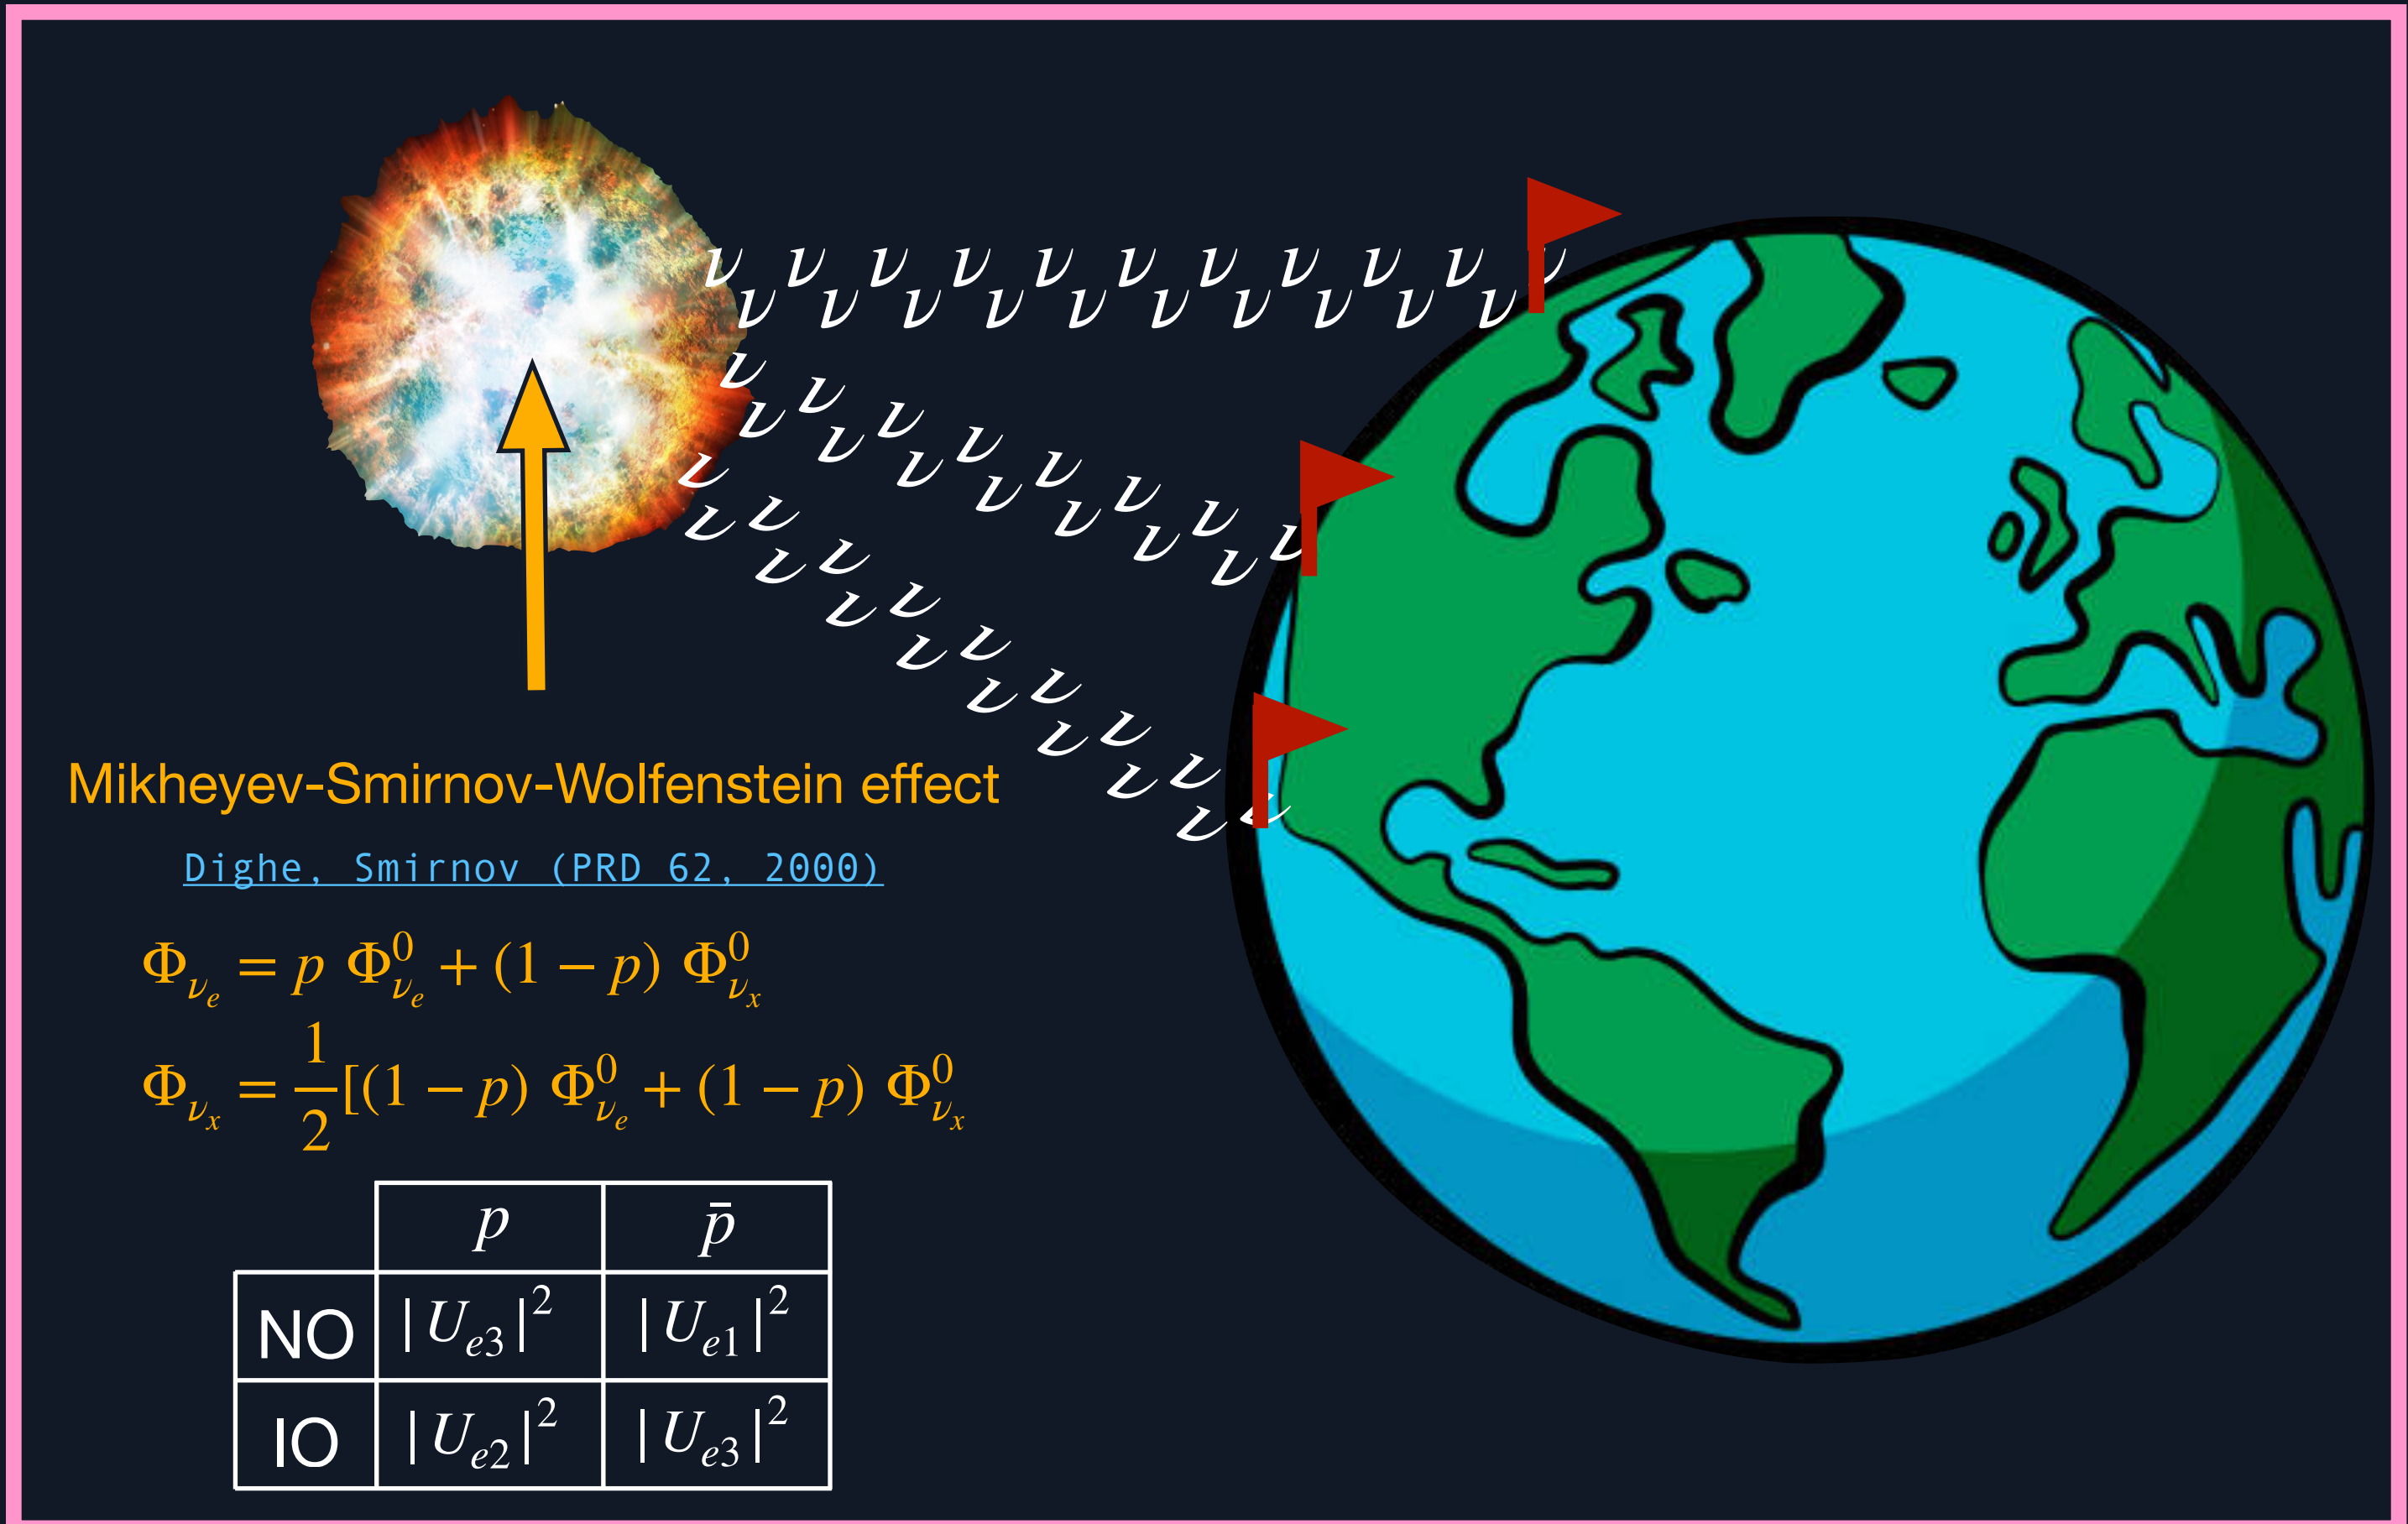 ν ν ν ν ν ν ν ν ν ν ν
ν ν ν ν ν ν ν ν ν ν
ν ν ν ν ν ν ν ν
ν ν ν ν ν ν ν
ν ν ν ν ν ν ν ν ν
ν ν ν ν ν ν ν ν
Mikheyev-Smirnov-Wolfenstein effect
Dighe, Smirnov (PRD 62, 2000)
Φ_{ν_e} = p Φ^0_{ν_e} + (1 − p) Φ^0_{ν_x}
Φ_{ν_x} = \frac{1}{2}[(1 − p) Φ^0_{ν_e} + (1 − p) Φ^0_{ν_x}
p p̄
NO |U_{e3}|^2 |U_{e1}|^2
IO |U_{e2}|^2 |U_{e3}|^2